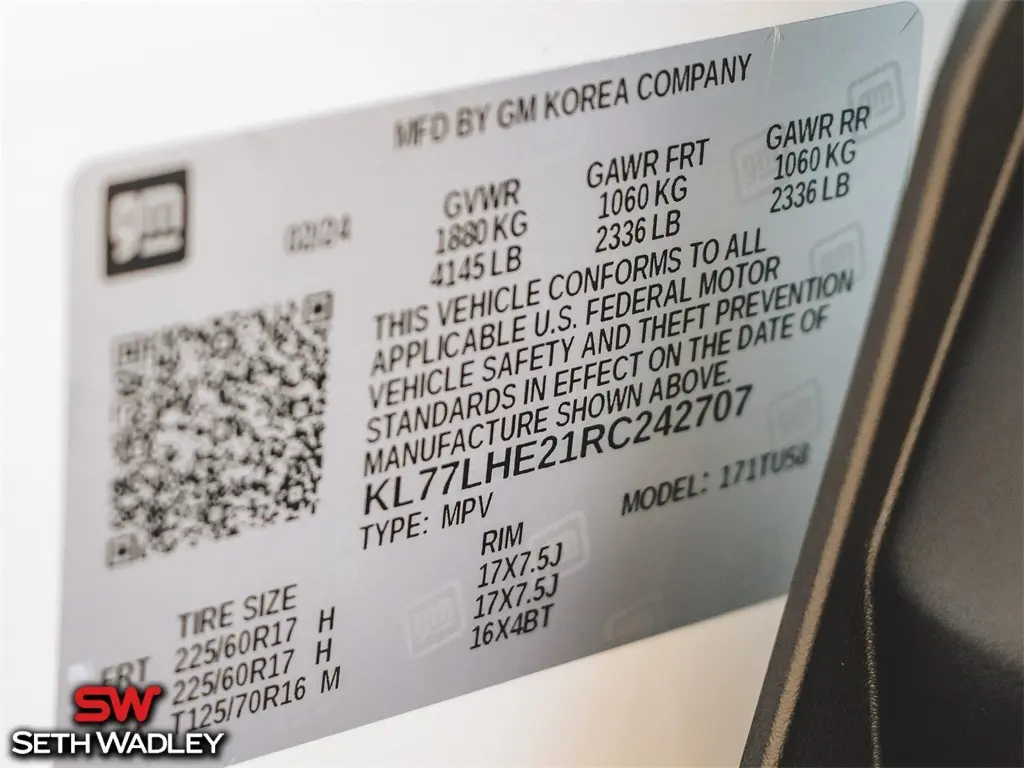 MFD BY GM KOREA COMPANY
gm
02/24
GVWR
1880 KG
4145 LB
GAWR FRT
1060 KG
2336 LB
GAWR RR
1060 KG
2336 LB
THIS VEHICLE CONFORMS TO ALL
APPLICABLE U.S. FEDERAL MOTOR
VEHICLE SAFETY AND THEFT PREVENTION
STANDARDS IN EFFECT ON THE DATE OF
MANUFACTURE SHOWN ABOVE.
KL77LHE21RC242707
TYPE: MPV
MODEL: 171TU58
TIRE SIZE
RIM
FRT 225/60R17 H 17X7.5J
225/60R17 H 17X7.5J
T125/70R16 M 16X4BT
SW
SETH WADLEY